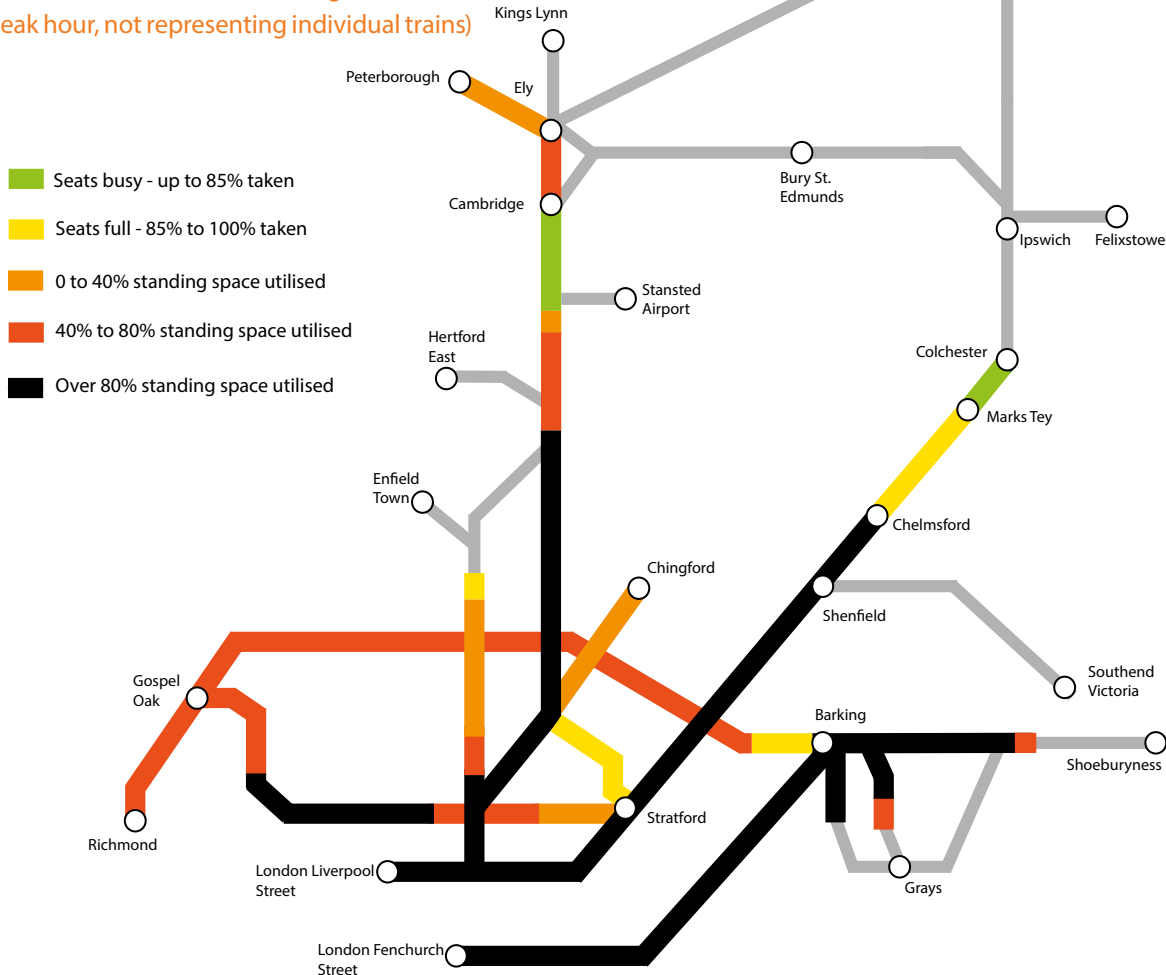 eak hour, not representing individual trains)
Kings Lynn
Peterborough
Ely
Seats busy - up to 85% taken
Seats full - 85% to 100% taken
0 to 40% standing space utilised
40% to 80% standing space utilised
Over 80% standing space utilised
Cambridge
Bury St.
Edmunds
Ipswich
Felixstowe
Stansted
Airport
Hertford
East
Colchester
Marks Tey
Enfield
Town
Chelmsford
Chingford
Shenfield
Gospel
Oak
Southend
Victoria
Barking
Shoeburyness
Richmond
Stratford
London Liverpool
Street
Grays
London Fenchurch
Street